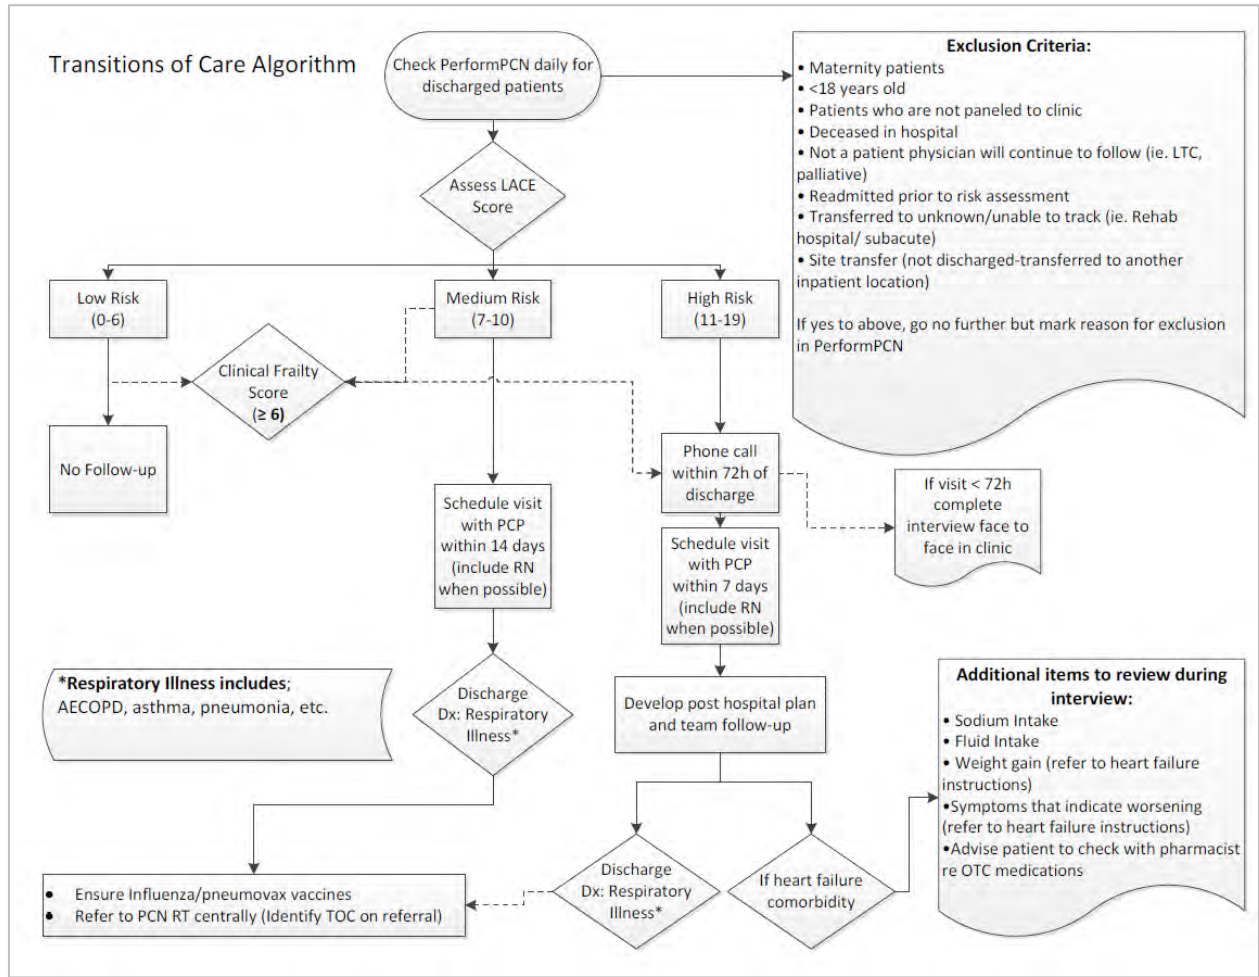 Transitions of Care Algorithm
Check PerformPCN daily for
discharged patients
Exclusion Criteria:
• Maternity patients
• <18 years old
• Patients who are not paneled to clinic
• Deceased in hospital
• Not a patient physician will continue to follow (ie. LTC,
palliative)
• Readmitted prior to risk assessment
• Transferred to unknown/unable to track (ie. Rehab
hospital/ subacute)
• Site transfer (not discharged-transferred to another
inpatient location)
If yes to above, go no further but mark reason for exclusion
in PerformPCN
Assess LACE
Score
Low Risk
(0-6)
Medium Risk
(7-10)
High Risk
(11-19)
Clinical Frailty
Score
(≥ 6)
No Follow-up
Phone call
within 72h of
discharge
If visit < 72h
complete
interview face to
face in clinic
Schedule visit
with PCP
within 14 days
(include RN
when possible)
Schedule visit
with PCP
within 7 days
(include RN
when possible)
*Respiratory Illness includes;
AECOPD, asthma, pneumonia, etc.
Discharge
Dx: Respiratory
Illness*
Develop post hospital plan
and team follow-up
Additional items to review during
interview:
• Sodium Intake
• Fluid Intake
• Weight gain (refer to heart failure
instructions)
•Symptoms that indicate worsening
(refer to heart failure instructions)
•Advise patient to check with pharmacist
re OTC medications
• Ensure Influenza/pneumovax vaccines
• Refer to PCN RT centrally (Identify TOC on referral)
Discharge
Dx: Respiratory
Illness*
If heart failure
comorbidity